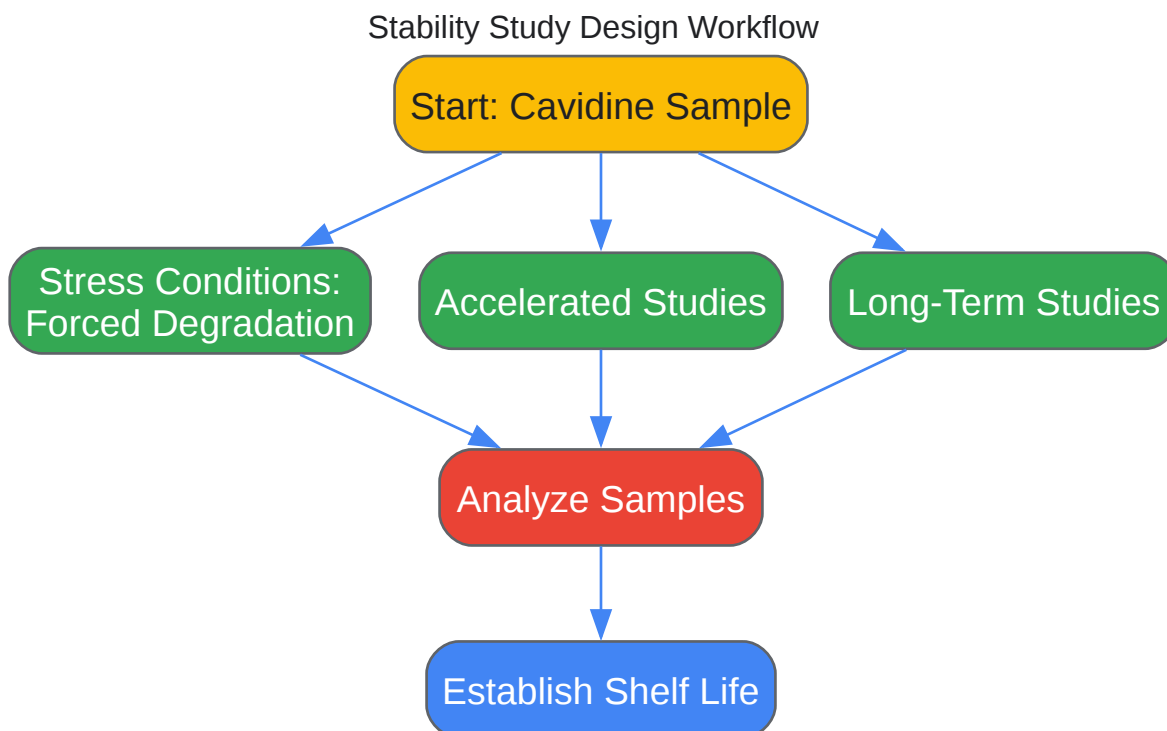 Stability Study Design Workflow
Start: Cavidine Sample
Stress Conditions:
Forced Degradation
Accelerated Studies
Long-Term Studies
Analyze Samples
Establish Shelf Life